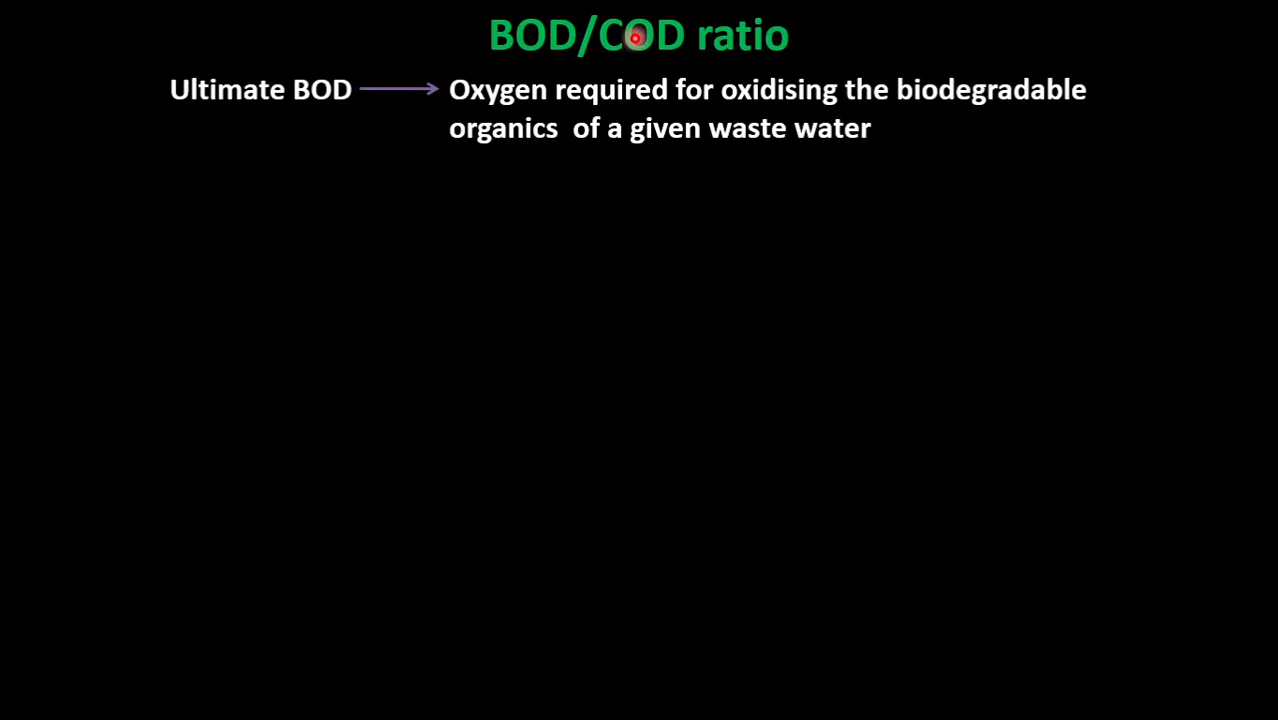 BOD/COD ratio
Ultimate BOD Oxygen required for oxidising the biodegradable
organics of a given waste water